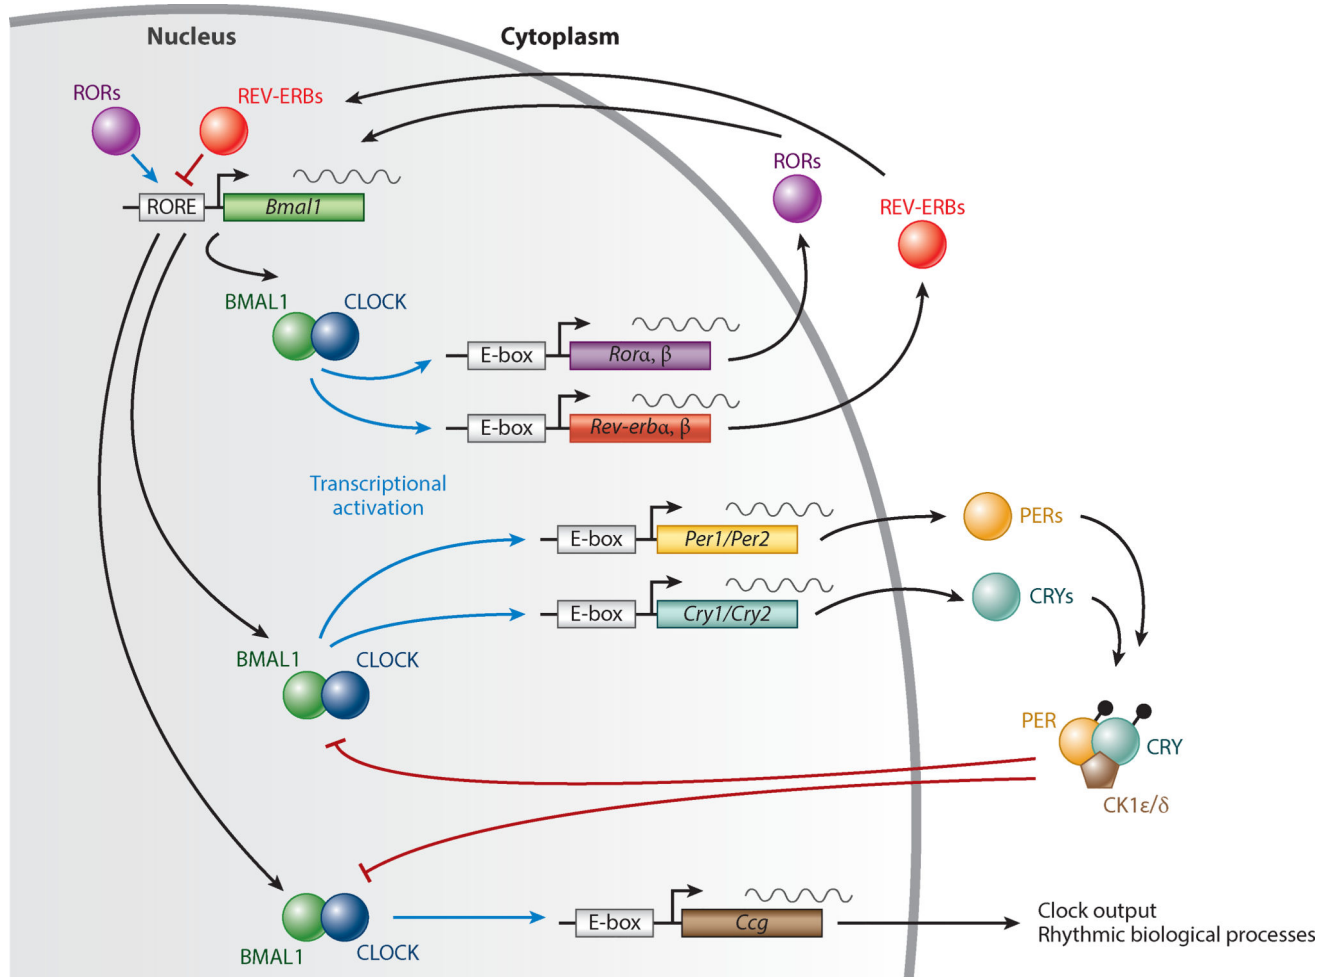 Nucleus
Cytoplasm
RORs
REV-ERBs
RORE
Bmal1
RORs
REV-ERBs
BMAL1
CLOCK
E-box
Rorα, β
E-box
Rev-erbα, β
Transcriptional
activation
E-box
Per1/Per2
PERs
E-box
Cry1/Cry2
CRYs
BMAL1
CLOCK
PER
CRY
CK1ε/δ
BMAL1
CLOCK
E-box
Ccg
Clock output
Rhythmic biological processes